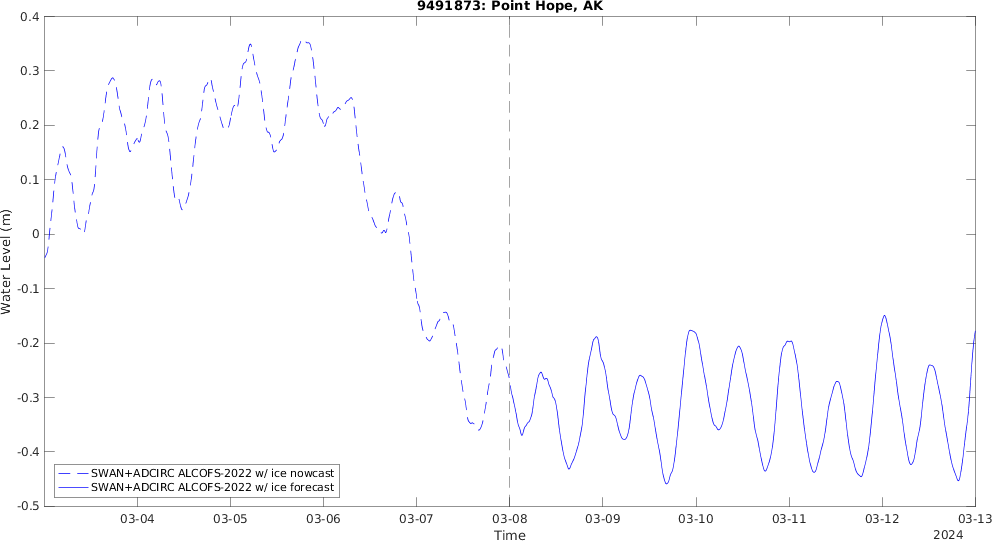 9491873: Point Hope, AK
0.4
0.3
0.2
0.1
0
-0.1
-0.2
-0.3
-0.4
-0.5
Water Level (m)
SWAN+ADCIRC ALCOFS-2022 w/ ice nowcast
SWAN+ADCIRC ALCOFS-2022 w/ ice forecast
03-04 03-05 03-06 03-07 03-08 03-09 03-10 03-11 03-12 03-13
Time
2024